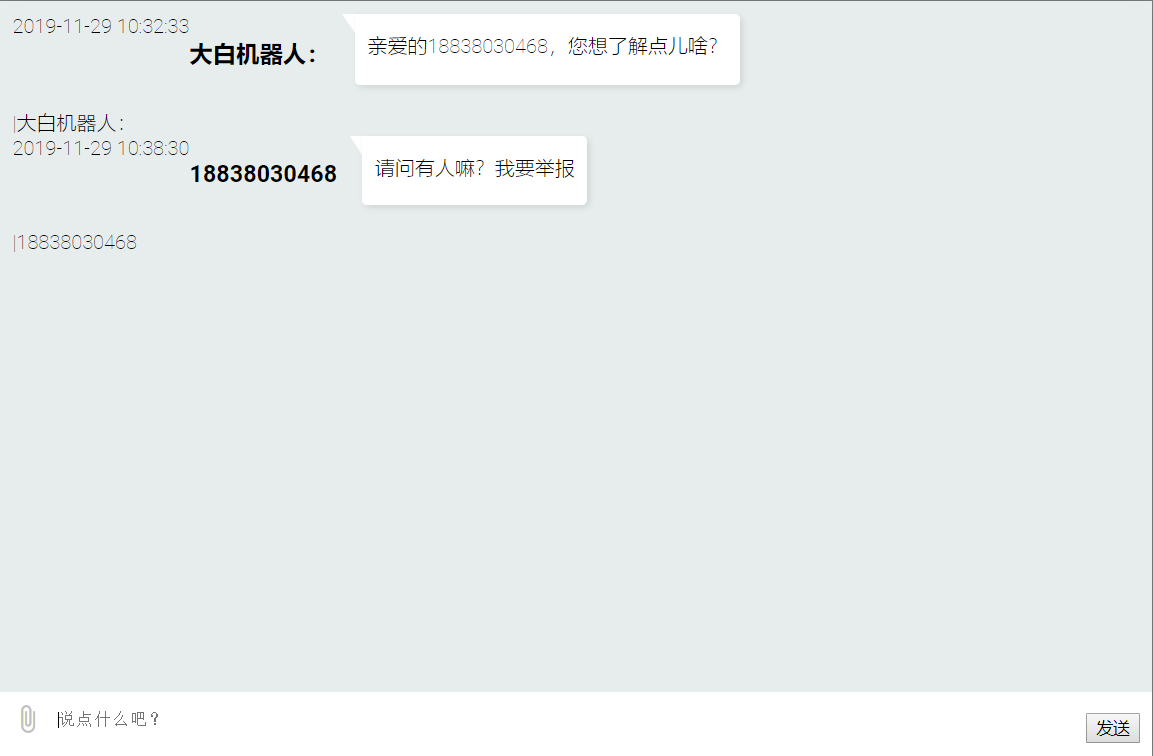 2019-11-29 10:32:33
大白机器人：
亲爱的18838030468，您想了解点儿啥？
|大白机器人：
2019-11-29 10:38:30
18838030468
请问有人嘛？我要举报
|18838030468
说点什么吧？
发送